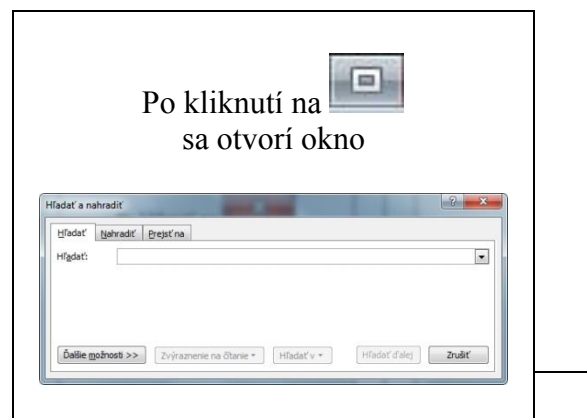 Po kliknutí na
sa otvorí okno
Hľadať a nahradiť
Hľadať Nahradiť Prejsť na
Hľadať:
Ďalšie možnosti >> Zvýraznenie na čítanie Hľadať v Hľadať ďalej Zrušiť